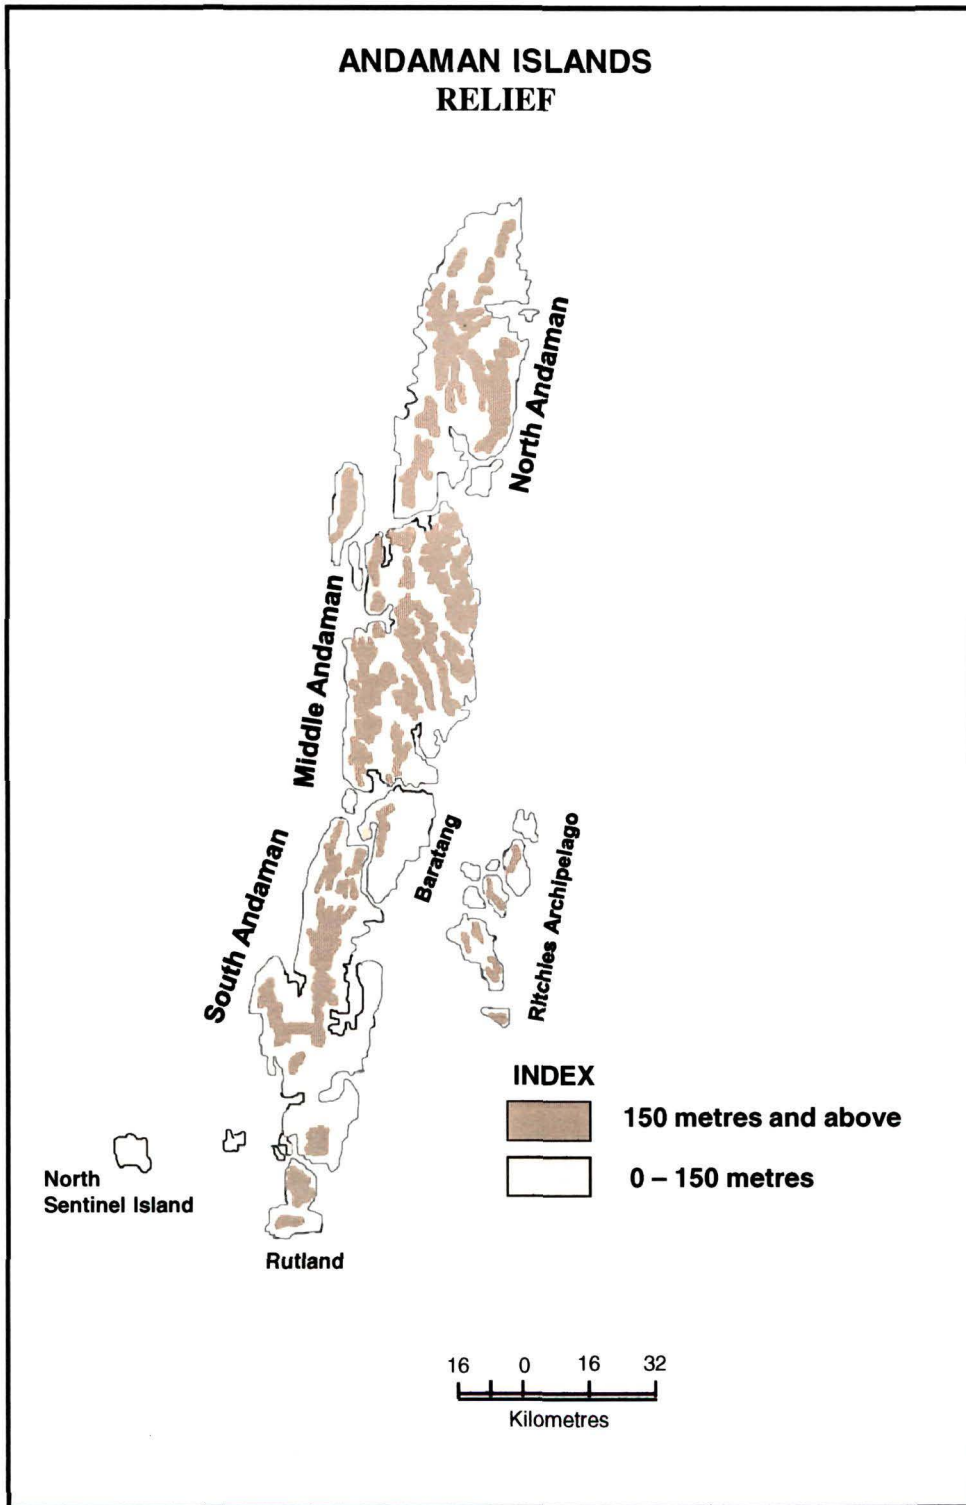 ANDAMAN ISLANDS
RELIEF
North Andaman
Middle Andaman
South Andaman
Baratang
Ritchies Archipelago
INDEX
150 metres and above
0 – 150 metres
North
Sentinel Island
Rutland
16 0 16 32
Kilometres